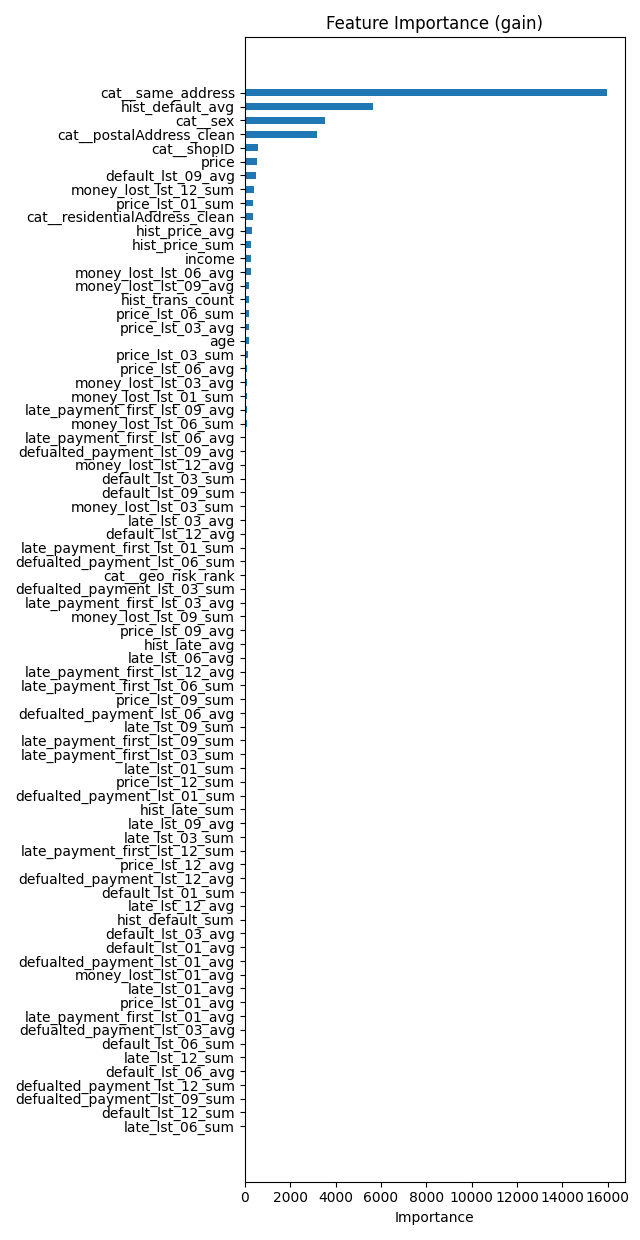 Feature Importance (gain)
cat__same_address
hist_default_avg
cat__sex
cat__postalAddress_clean
cat__shopID
price
default_lst_09_avg
money_lost_lst_12_sum
price_lst_01_sum
cat__residentialAddress_clean
hist_price_avg
hist_price_sum
income
money_lost_lst_06_avg
money_lost_lst_09_avg
hist_trans_count
price_lst_06_sum
price_lst_03_avg
age
price_lst_03_sum
price_lst_06_avg
money_lost_lst_03_avg
money_lost_lst_01_sum
late_payment_first_lst_09_avg
money_lost_lst_06_sum
late_payment_first_lst_06_avg
defualted_payment_lst_09_avg
money_lost_lst_12_avg
default_lst_03_sum
default_lst_09_sum
money_lost_lst_03_sum
late_lst_03_avg
default_lst_12_avg
late_payment_first_lst_01_sum
defualted_payment_lst_06_sum
cat__geo_risk_rank
defualted_payment_lst_03_sum
late_payment_first_lst_03_avg
money_lost_lst_09_sum
price_lst_09_avg
hist_late_avg
late_lst_06_avg
late_payment_first_lst_12_avg
late_payment_first_lst_06_sum
price_lst_09_sum
defualted_payment_lst_06_avg
late_lst_09_sum
late_payment_first_lst_09_sum
late_payment_first_lst_03_sum
late_lst_01_sum
price_lst_12_sum
defualted_payment_lst_01_sum
hist_late_sum
late_lst_09_avg
late_lst_03_sum
late_payment_first_lst_12_sum
price_lst_12_avg
defualted_payment_lst_12_avg
default_lst_01_sum
late_lst_12_avg
hist_default_sum
default_lst_03_avg
default_lst_01_avg
defualted_payment_lst_01_avg
money_lost_lst_01_avg
late_lst_01_avg
price_lst_01_avg
late_payment_first_lst_01_avg
defualted_payment_lst_03_avg
default_lst_06_sum
late_lst_12_sum
default_lst_06_avg
defualted_payment_lst_12_sum
defualted_payment_lst_09_sum
default_lst_12_sum
late_lst_06_sum
0 2000 4000 6000 8000 10000 12000 14000 16000
Importance